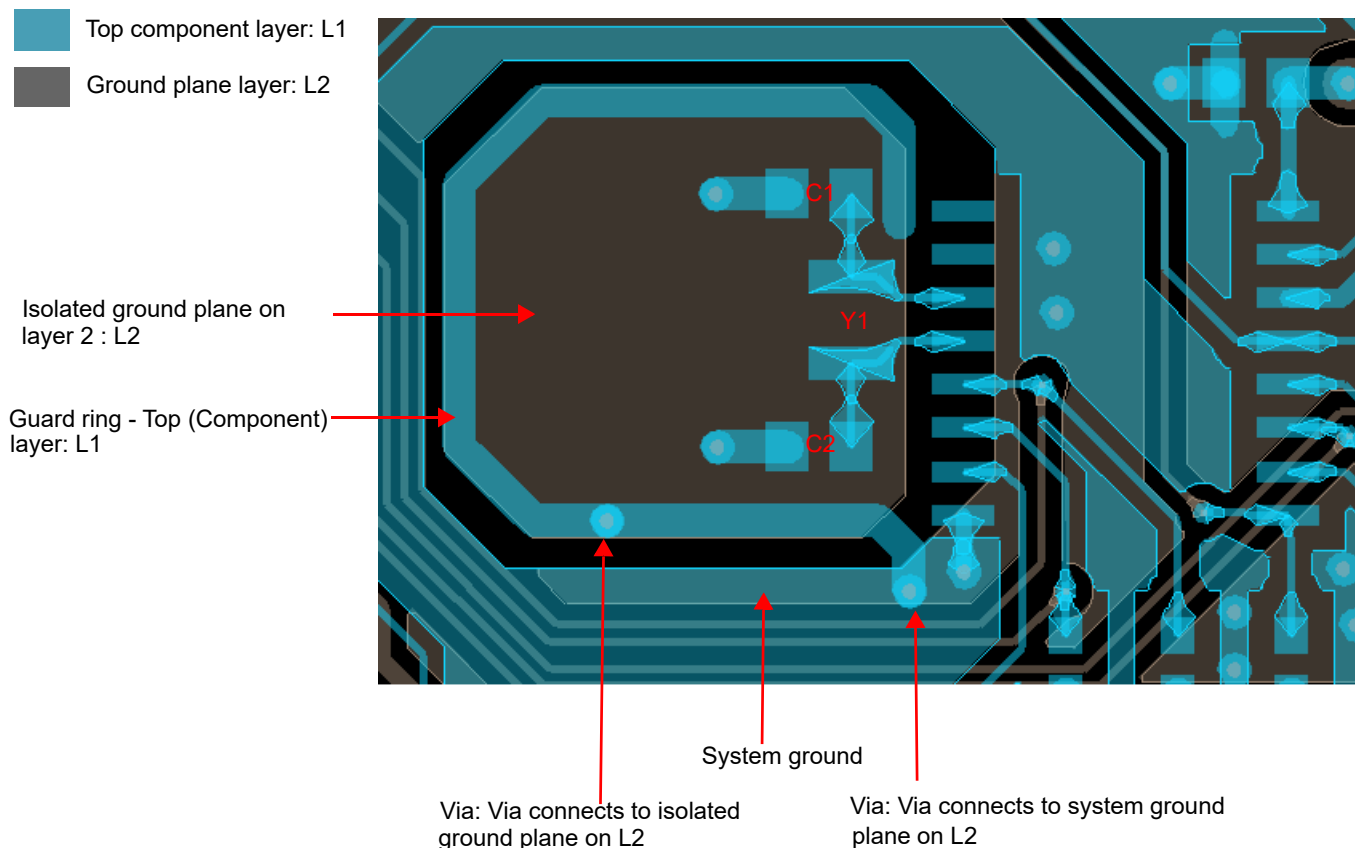 Top component layer: L1
Ground plane layer: L2
C1
Isolated ground plane on
layer 2 : L2
Y1
Guard ring - Top (Component)
layer: L1
C2
System ground
Via: Via connects to isolated
ground plane on L2
Via: Via connects to system ground
plane on L2